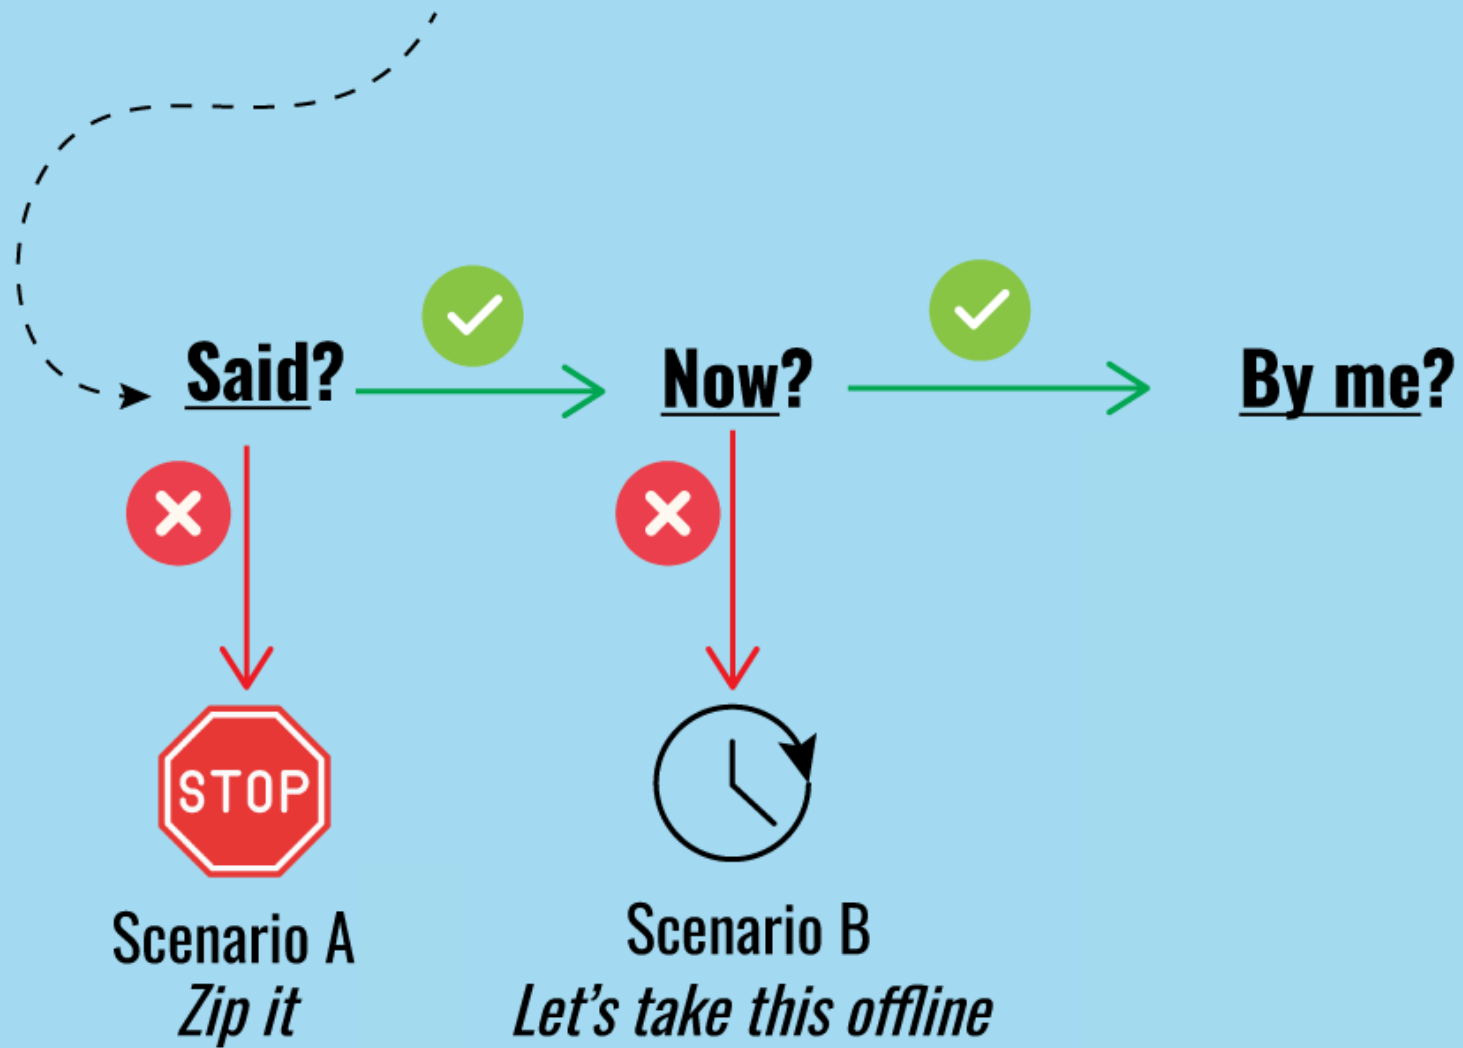 Said?
Now?
By me?
STOP
Scenario A
Zip it
Scenario B
Let's take this offline